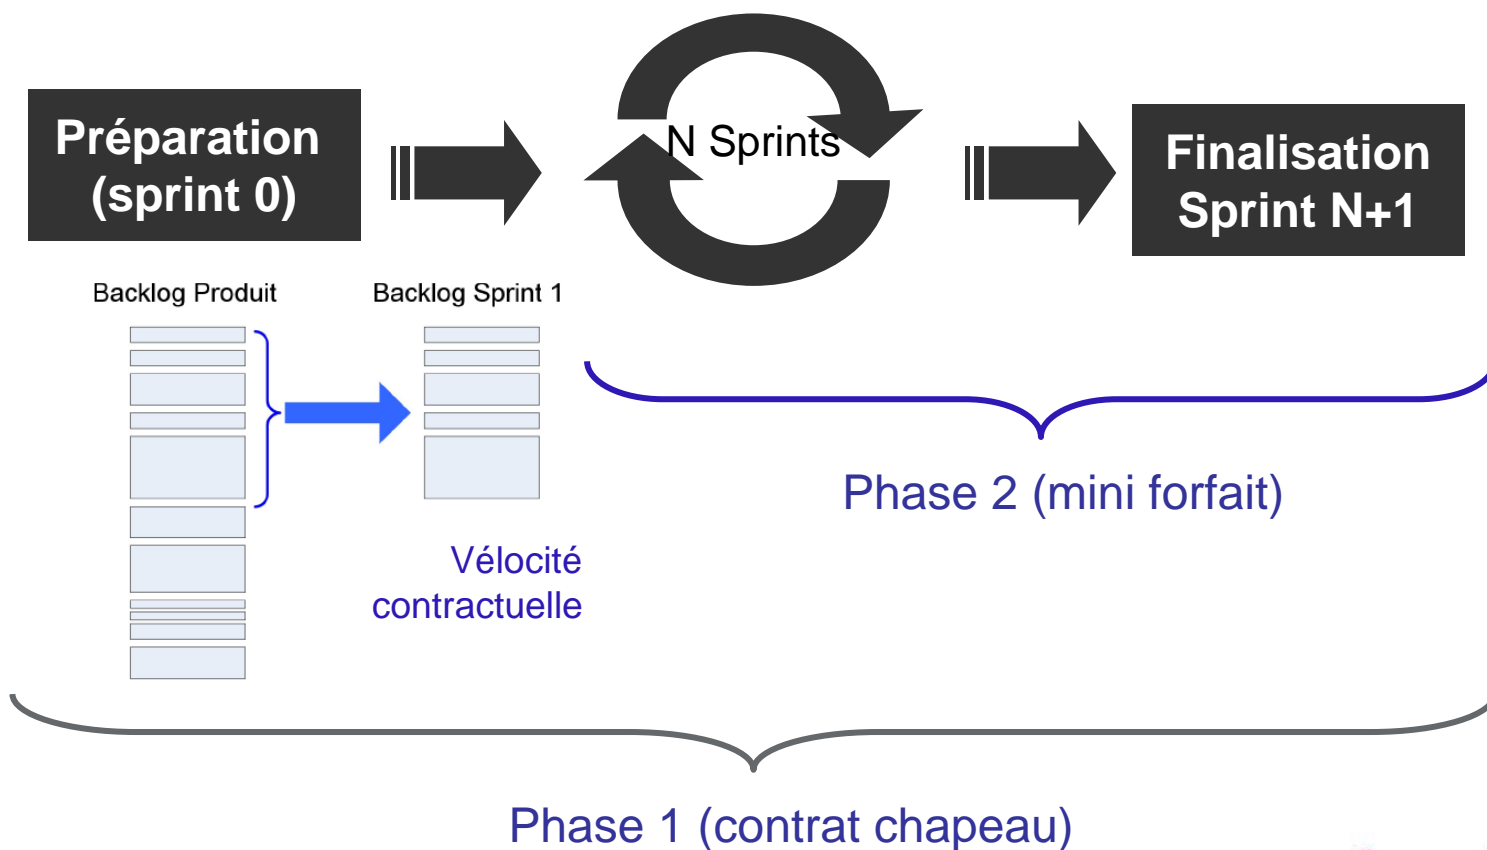 Préparation
(sprint 0)
N Sprints
Finalisation
Sprint N+1
Backlog Produit
Backlog Sprint 1
Vélocité
contractuelle
Phase 2 (mini forfait)
Phase 1 (contrat chapeau)